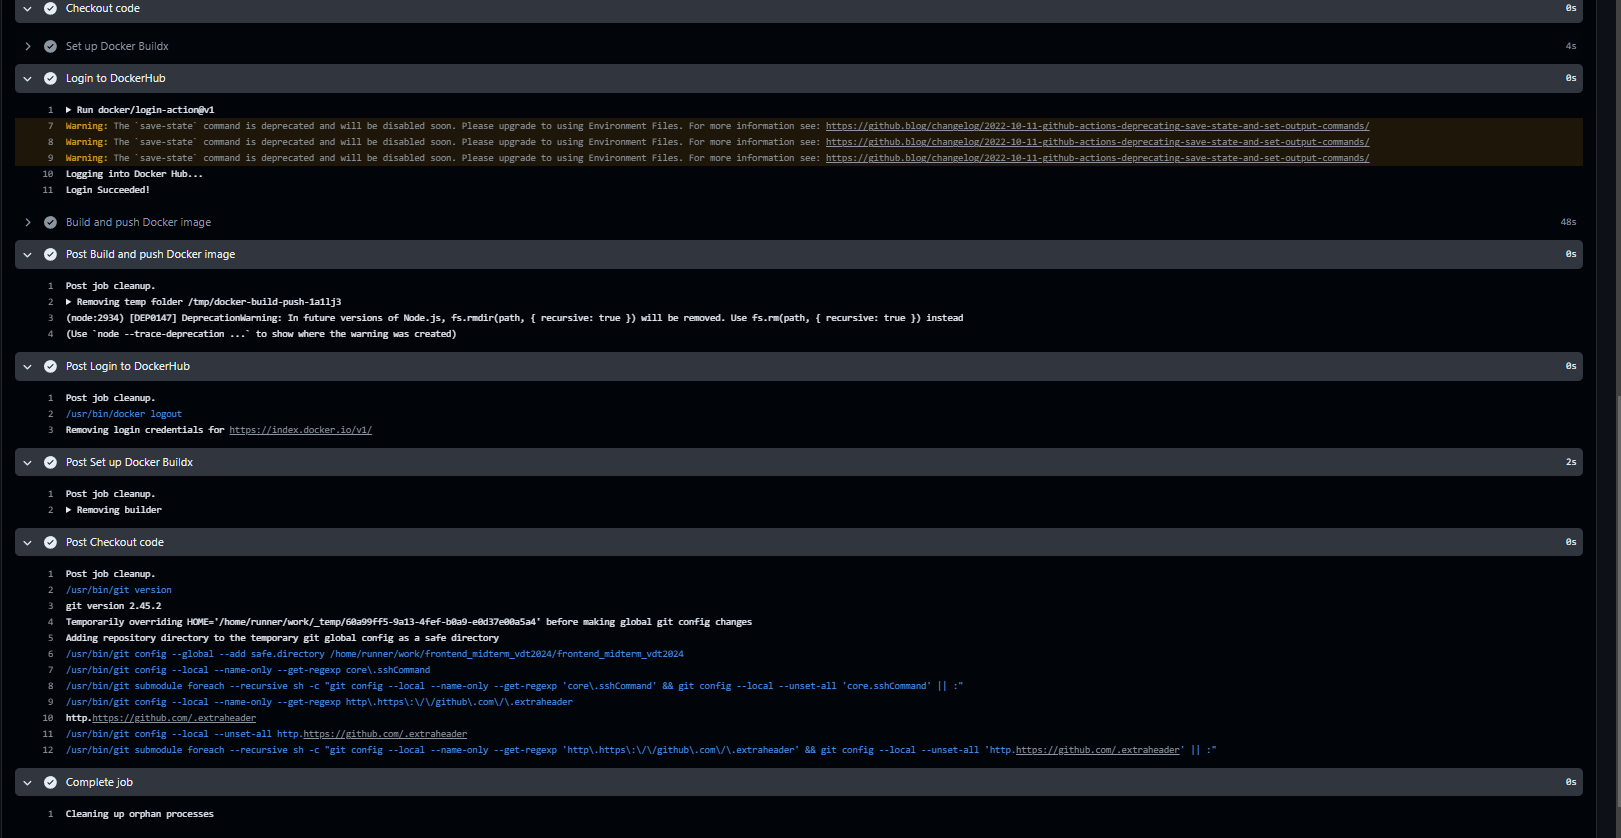 Checkout code 0s
Set up Docker Buildx 4s
Login to DockerHub 0s
1 ▶ Run docker/login-action@v1
7 Warning: The `save-state` command is deprecated and will be disabled soon. Please upgrade to using Environment Files. For more information see: https://github.blog/changelog/2022-10-11-github-actions-deprecating-save-state-and-set-output-commands/
8 Warning: The `save-state` command is deprecated and will be disabled soon. Please upgrade to using Environment Files. For more information see: https://github.blog/changelog/2022-10-11-github-actions-deprecating-save-state-and-set-output-commands/
9 Warning: The `save-state` command is deprecated and will be disabled soon. Please upgrade to using Environment Files. For more information see: https://github.blog/changelog/2022-10-11-github-actions-deprecating-save-state-and-set-output-commands/
10 Logging into Docker Hub...
11 Login Succeeded!
Build and push Docker image 48s
Post Build and push Docker image 0s
1 Post job cleanup.
2 ▶ Removing temp folder /tmp/docker-build-push-1a1lj3
3 (node:2934) [DEP0147] DeprecationWarning: In future versions of Node.js, fs.rmdir(path, { recursive: true }) will be removed. Use fs.rm(path, { recursive: true }) instead
4 (Use `node --trace-deprecation ...` to show where the warning was created)
Post Login to DockerHub 0s
1 Post job cleanup.
2 /usr/bin/docker logout
3 Removing login credentials for https://index.docker.io/v1/
Post Set up Docker Buildx 2s
1 Post job cleanup.
2 ▶ Removing builder
Post Checkout code 0s
1 Post job cleanup.
2 /usr/bin/git version
3 git version 2.45.2
4 Temporarily overriding HOME='/home/runner/work/_temp/60a99ff5-9a13-4fef-b0a9-e0d37e00a5a4' before making global git config changes
5 Adding repository directory to the temporary git global config as a safe directory
6 /usr/bin/git config --global --add safe.directory /home/runner/work/frontend_midterm_vdt2024/frontend_midterm_vdt2024
7 /usr/bin/git config --local --name-only --get-regexp core\.sshCommand
8 /usr/bin/git submodule foreach --recursive sh -c "git config --local --name-only --get-regexp 'core\.sshCommand' && git config --local --unset-all 'core.sshCommand' || :"
9 /usr/bin/git config --local --name-only --get-regexp http\.https\:\/\/github\.com\/\.extraheader
10 http.https://github.com/.extraheader
11 /usr/bin/git config --local --unset-all http.https://github.com/.extraheader
12 /usr/bin/git submodule foreach --recursive sh -c "git config --local --name-only --get-regexp 'http\.https\:\/\/github\.com\/\.extraheader' && git config --local --unset-all 'http.https://github.com/.extraheader' || :"
Complete job 0s
1 Cleaning up orphan processes